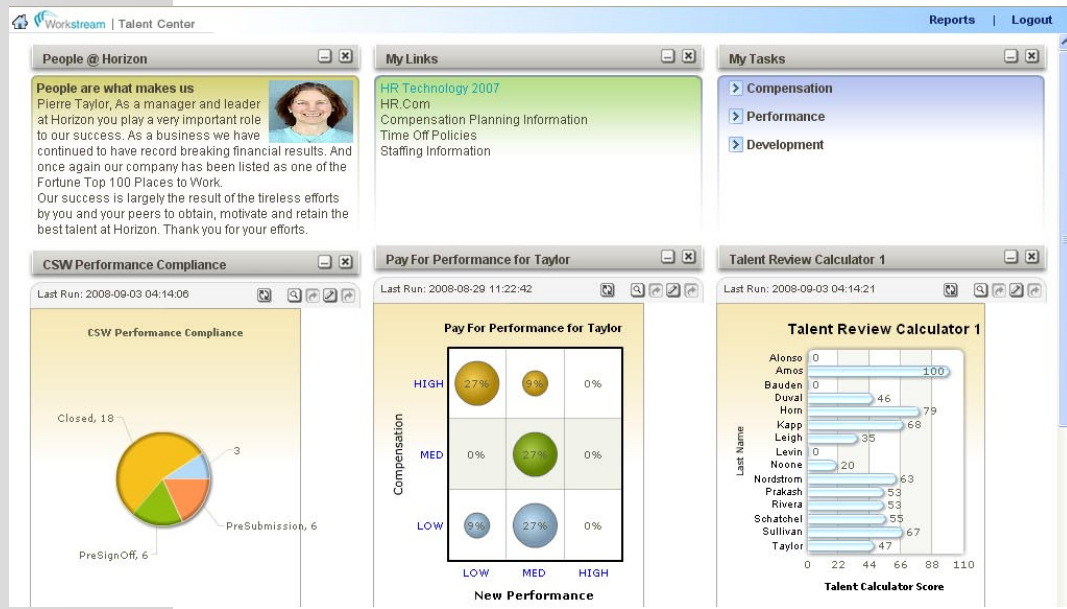 Workstream | Talent Center
Reports | Logout
People @ Horizon
People are what makes us
Pierre Taylor, As a manager and leader
at Horizon you play a very important role
to our success. As a business we have
continued to have record breaking financial results. And
once again our company has been listed as one of the
Fortune Top 100 Places to Work.
Our success is largely the result of the tireless efforts
by you and your peers to obtain, motivate and retain the
best talent at Horizon. Thank you for your efforts.
My Links
HR Technology 2007
HR.Com
Compensation Planning Information
Time Off Policies
Staffing Information
My Tasks
Compensation
Performance
Development
CSW Performance Compliance
Last Run: 2008-09-03 04:14:06
CSW Performance Compliance
Closed, 18
3
PreSubmission, 6
PreSignOff, 6
Pay For Performance for Taylor
Last Run: 2008-08-29 11:22:42
Pay For Performance for Taylor
Compensation
HIGH 27% 9% 0%
MED 0% 27% 0%
LOW 9% 27% 0%
LOW MED HIGH
New Performance
Talent Review Calculator 1
Last Run: 2008-09-03 04:14:21
Talent Review Calculator 1
Last Name
Alonso 0
Amos 100
Bauden 0
Duval 46
Horn 79
Kapp 68
Leigh 35
Levin 0
Noone 20
Nordstrom 63
Prakash 53
Rivera 53
Schatchel 55
Sullivan 67
Taylor 47
0 22 44 66 88 110
Talent Calculator Score